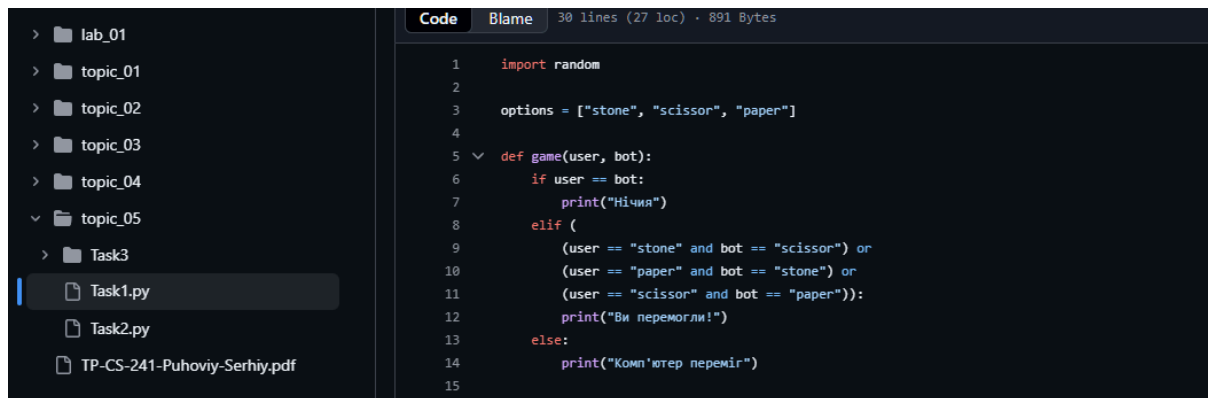 lab_01
topic_01
topic_02
topic_03
topic_04
topic_05
Task3
Task1.py
Task2.py
TP-CS-241-Puhoviy-Serhiy.pdf
Code Blame 30 lines (27 loc) · 891 Bytes
1 import random
2
3 options = ["stone", "scissor", "paper"]
4
5 def game(user, bot):
6 if user == bot:
7 print("Нічия")
8 elif (
9 (user == "stone" and bot == "scissor") or
10 (user == "paper" and bot == "stone") or
11 (user == "scissor" and bot == "paper")):
12 print("Ви перемогли!")
13 else:
14 print("Комп'ютер переміг")
15